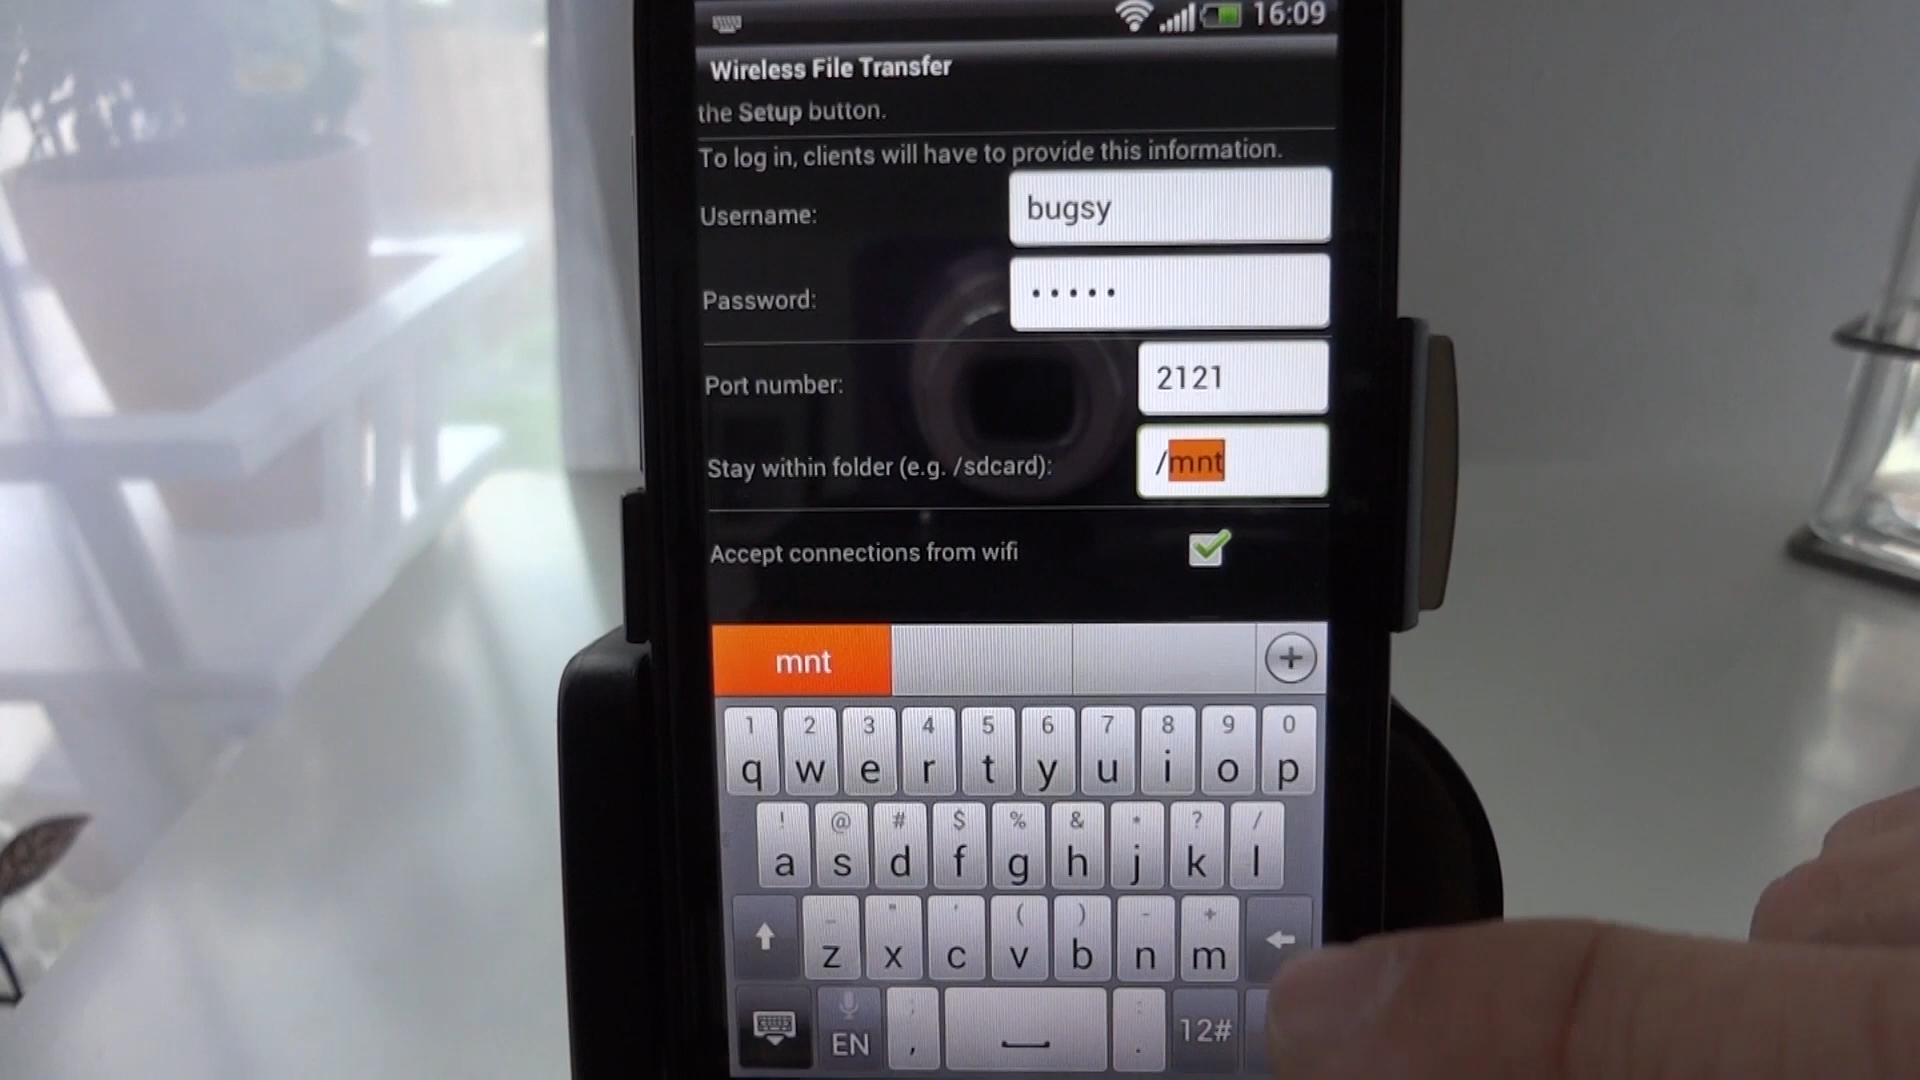 16:09
Wireless File Transfer
the Setup button.
To log in, clients will have to provide this information.
Username: bugsy
Password: •••••
Port number: 2121
Stay within folder (e.g. /sdcard): /mnt
Accept connections from wifi
mnt +
1 2 3 4 5 6 7 8 9 0
q w e r t y u i o p
! @ # $ % & * ? /
a s d f g h j k l
_ " ' ( ) - +
z x c v b n m
EN , . 12#